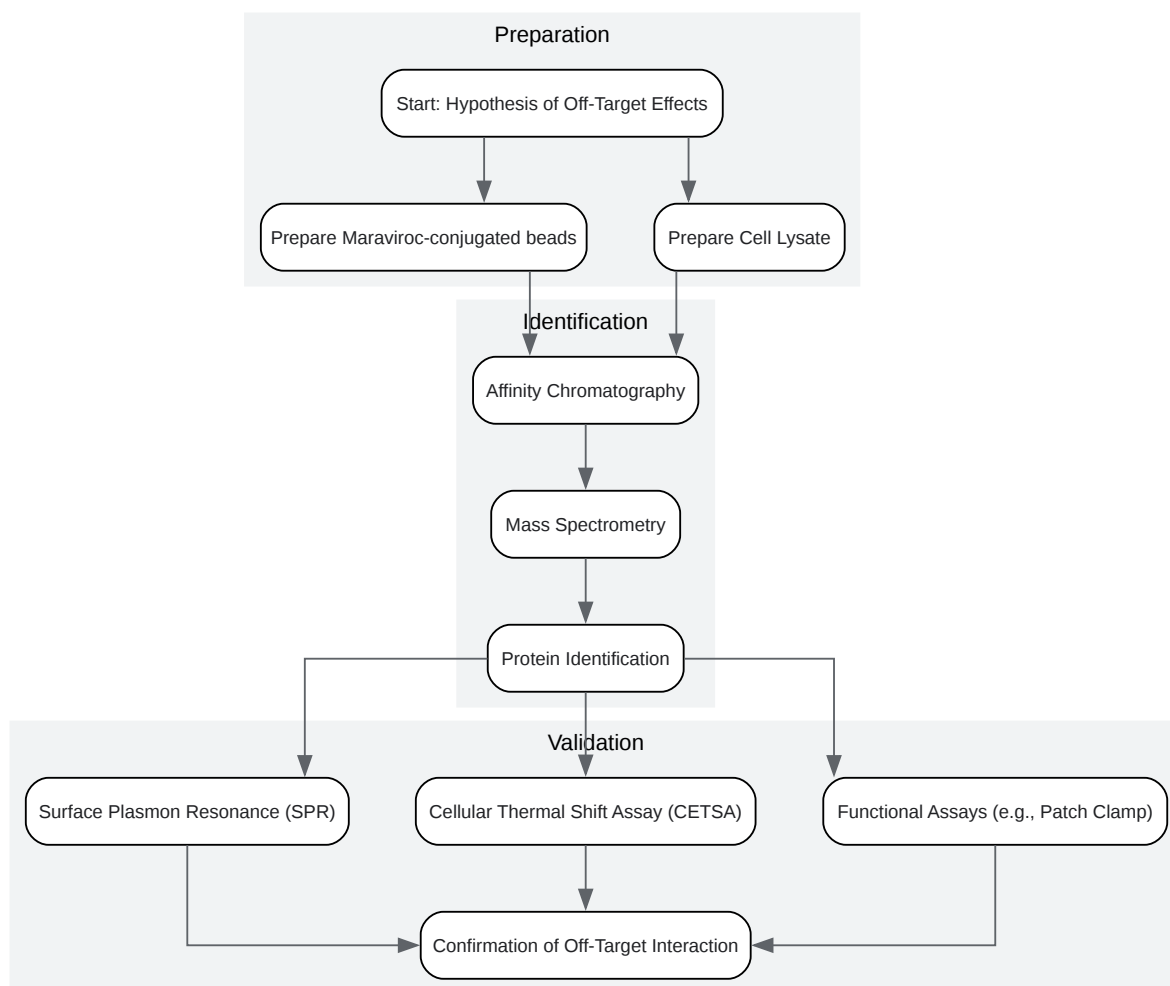 Preparation
Start: Hypothesis of Off-Target Effects
Prepare Maraviroc-conjugated beads
Prepare Cell Lysate
Identification
Affinity Chromatography
Mass Spectrometry
Protein Identification
Validation
Surface Plasmon Resonance (SPR)
Cellular Thermal Shift Assay (CETSA)
Functional Assays (e.g., Patch Clamp)
Confirmation of Off-Target Interaction